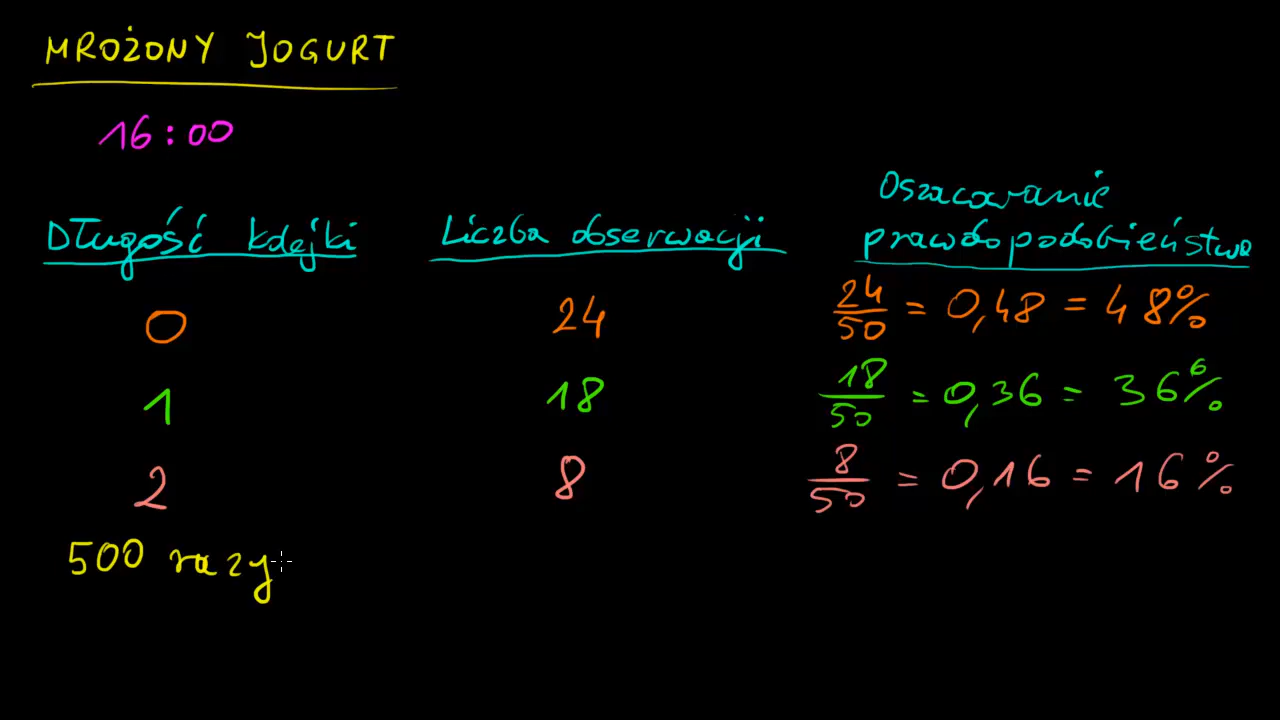 MROŻONY JOGURT
16:00
Długość kolejki Liczba obserwacji Oszacowanie prawdopodobieństwa
0 24 24/50 = 0,48 = 48%
1 18 18/50 = 0,36 = 36%
2 8 8/50 = 0,16 = 16%
500 razy